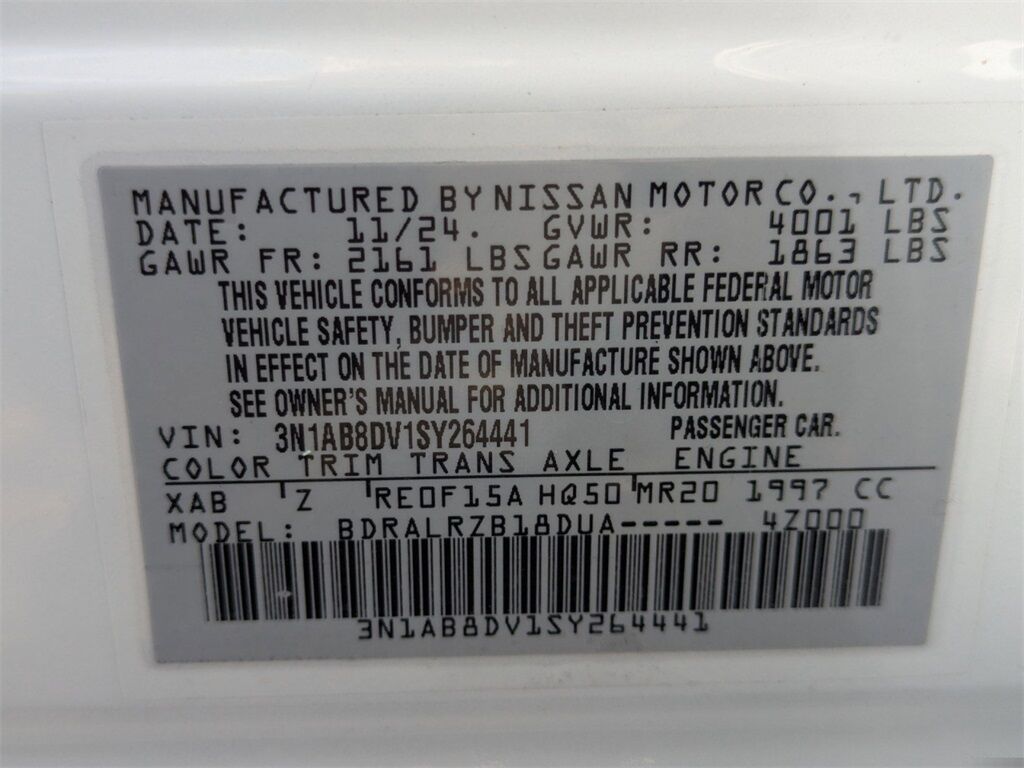 MANUFACTURED BY NISSAN MOTOR CO., LTD.
DATE: 11/24. GVWR: 4001 LBS
GAWR FR: 2161 LBS GAWR RR: 1863 LBS
THIS VEHICLE CONFORMS TO ALL APPLICABLE FEDERAL MOTOR
VEHICLE SAFETY, BUMPER AND THEFT PREVENTION STANDARDS
IN EFFECT ON THE DATE OF MANUFACTURE SHOWN ABOVE.
SEE OWNER'S MANUAL FOR ADDITIONAL INFORMATION.
VIN: 3N1AB8DV1SY264441 PASSENGER CAR.
COLOR TRIM TRANS AXLE ENGINE
XAB Z RE0F15A HQ50 MR20 1997 CC
MODEL: BDRALRZB18DUA----- 4Z000
3N1AB8DV1SY264441